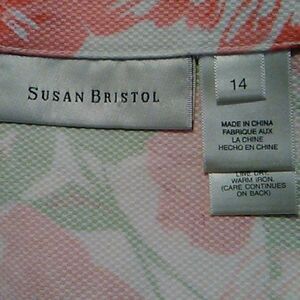 SUSAN BRISTOL
14
MADE IN CHINA
FABRIQUE AUX
LA CHINE
HECHO EN CHINE
LINE DRY.
WARM IRON.
(CARE CONTINUES
ON BACK)